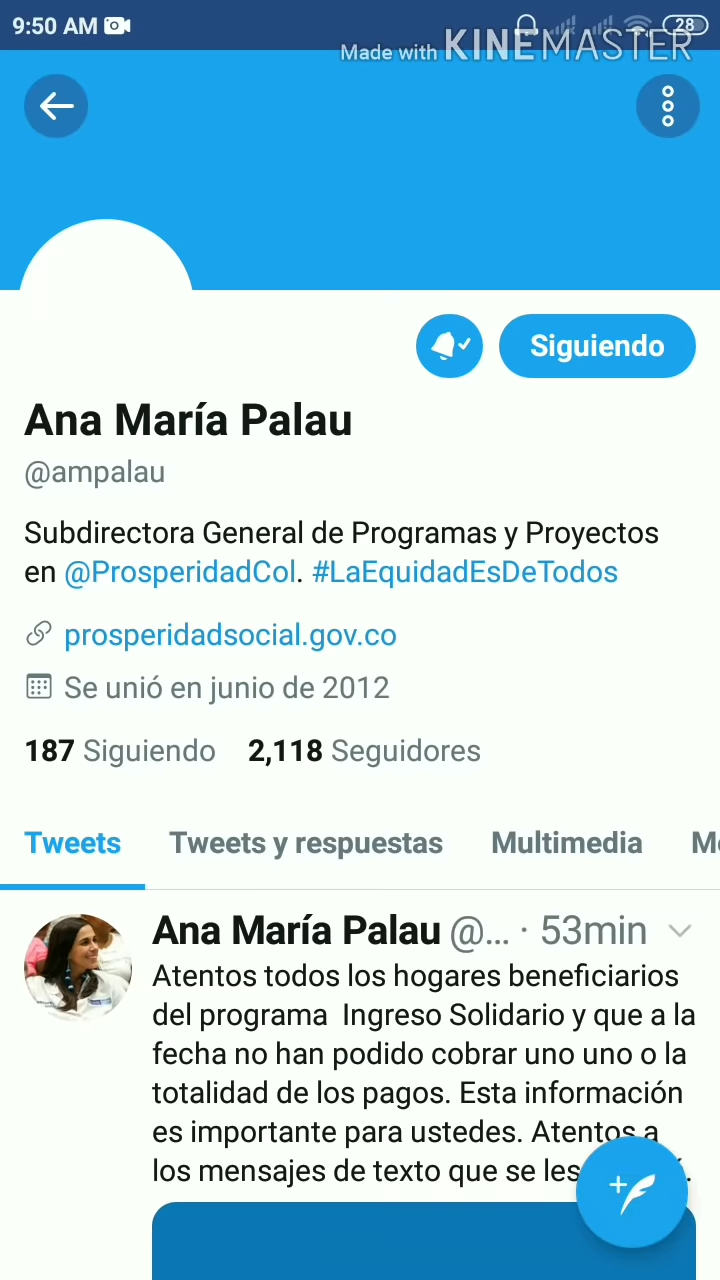 9:50 AM
28
Made with KINEMASTER
Siguiendo
Ana María Palau
@ampalau
Subdirectora General de Programas y Proyectos
en @ProsperidadCol. #LaEquidadEsDeTodos
prosperidadsocial.gov.co
Se unió en junio de 2012
187 Siguiendo 2,118 Seguidores
Tweets Tweets y respuestas Multimedia
Ana María Palau @... · 53min
Atentos todos los hogares beneficiarios
del programa Ingreso Solidario y que a la
fecha no han podido cobrar uno uno o la
totalidad de los pagos. Esta información
es importante para ustedes. Atentos a
los mensajes de texto que se les